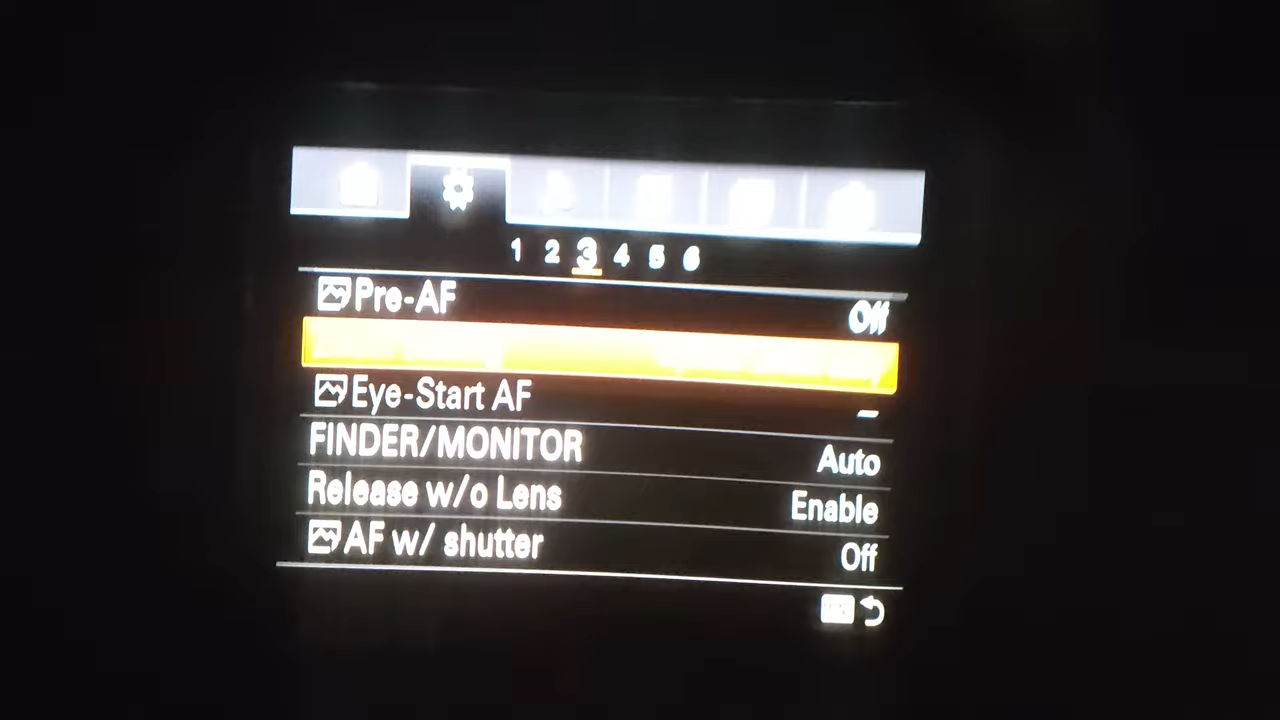 1 2 3 4 5 6
Pre-AF Off
Eye-Start AF –
FINDER/MONITOR Auto
Release w/o Lens Enable
AF w/ shutter Off